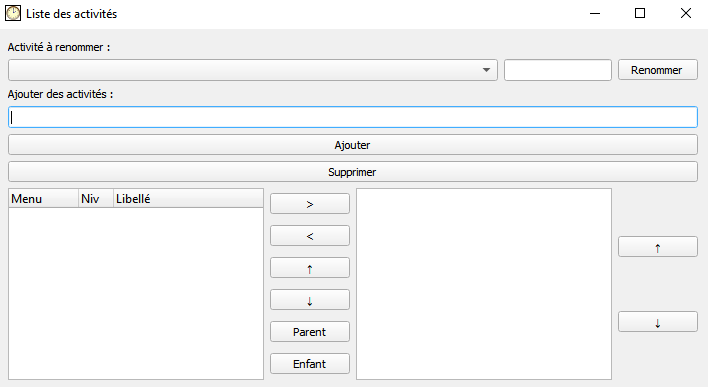 Liste des activités
Activité à renommer :
Renommer
Ajouter des activités :
Ajouter
Supprimer
Menu Niv Libellé
>
<
↑
↓
Parent
Enfant
↑
↓